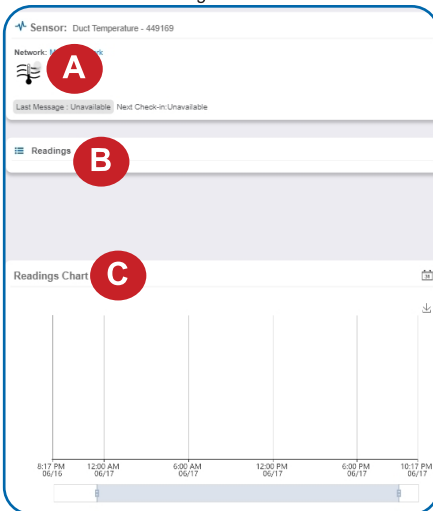 Sensor: Duct Temperature - 449169
Network:
A
Last Message : Unavailable Next Check-in:Unavailable
Readings
B
Readings Chart
C
8:17 PM 12:00 AM 6:00 AM 12:00 PM 6:00 PM 10:17 PM
06/16 06/17 06/17 06/17 06/17 06/17